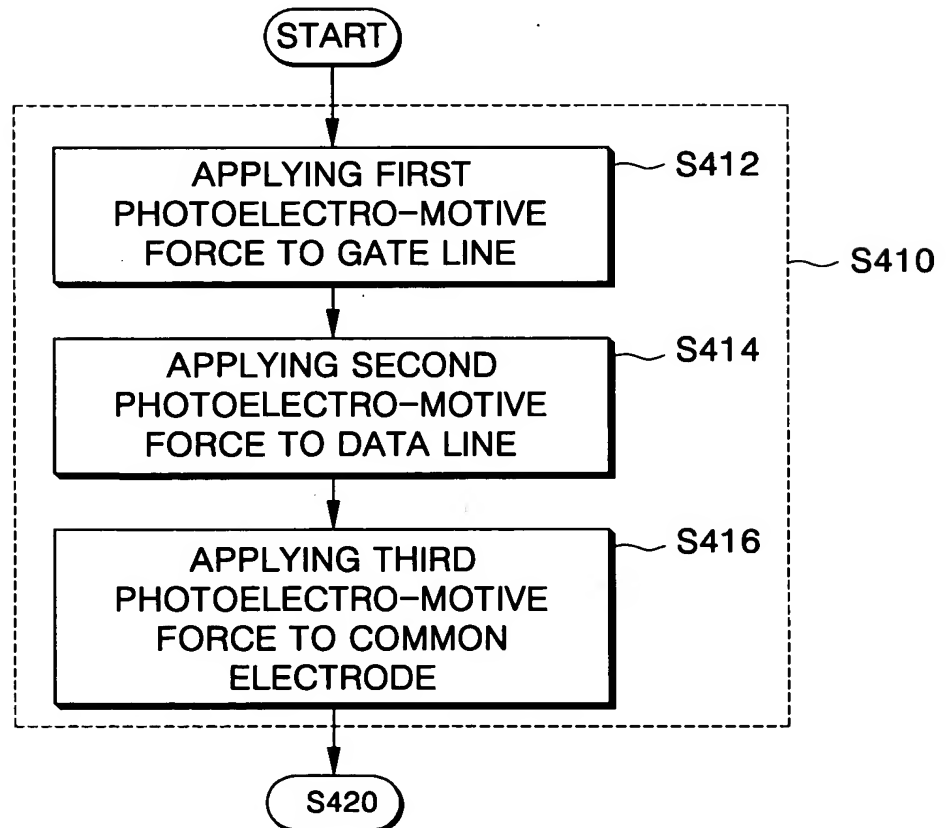 START
APPLYING FIRST
PHOTOELECTRO-MOTIVE
FORCE TO GATE LINE
S412
S410
APPLYING SECOND
PHOTOELECTRO-MOTIVE
FORCE TO DATA LINE
S414
APPLYING THIRD
PHOTOELECTRO-MOTIVE
FORCE TO COMMON
ELECTRODE
S416
S420